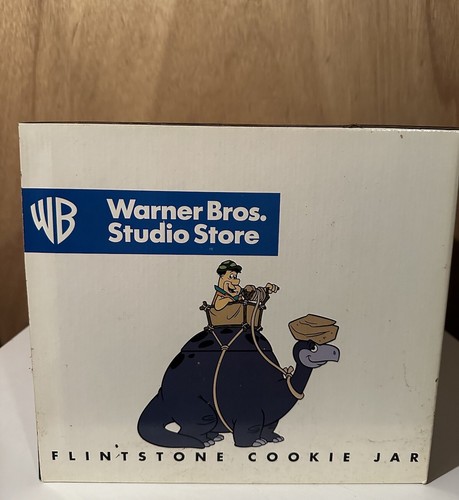 WB
Warner Bros.
Studio Store
FLINTSTONE COOKIE JAR